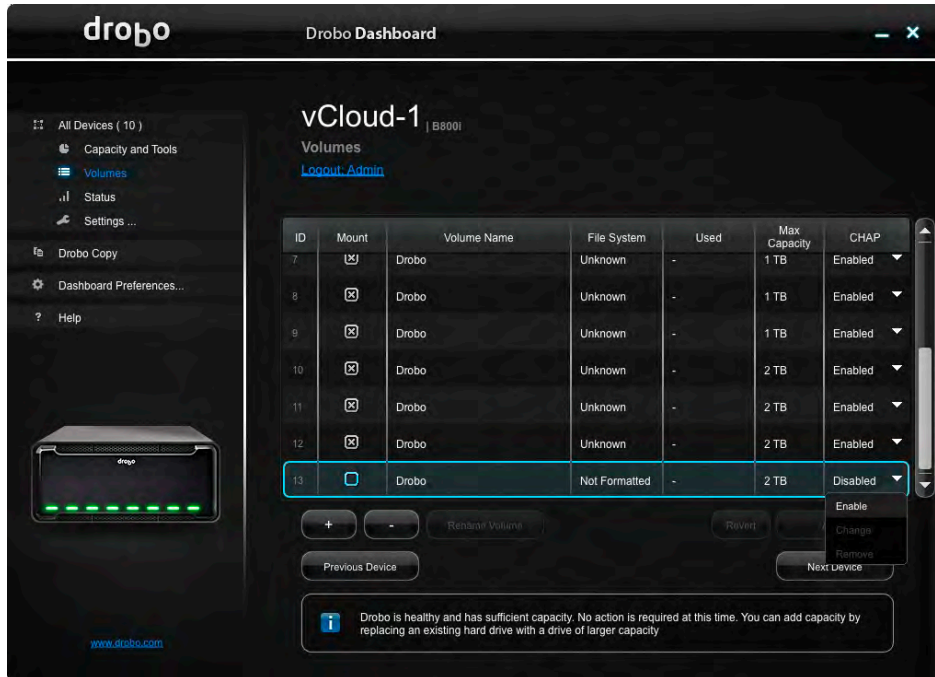 drobo
Drobo Dashboard
All Devices ( 10 )
Capacity and Tools
Volumes
Status
Settings ...
Drobo Copy
Dashboard Preferences...
? Help
drobo
www.drobo.com
vCloud-1 | B800i
Volumes
Logout: Admin
ID Mount Volume Name File System Used Max Capacity CHAP
7 Drobo Unknown - 1 TB Enabled
8 Drobo Unknown - 1 TB Enabled
9 Drobo Unknown - 1 TB Enabled
10 Drobo Unknown - 2 TB Enabled
11 Drobo Unknown - 2 TB Enabled
12 Drobo Unknown - 2 TB Enabled
13 Drobo Not Formatted - 2 TB Disabled
Enable
Change
Remove
+ - Rename Volume Revert
Previous Device Next Device
Drobo is healthy and has sufficient capacity. No action is required at this time. You can add capacity by
replacing an existing hard drive with a drive of larger capacity